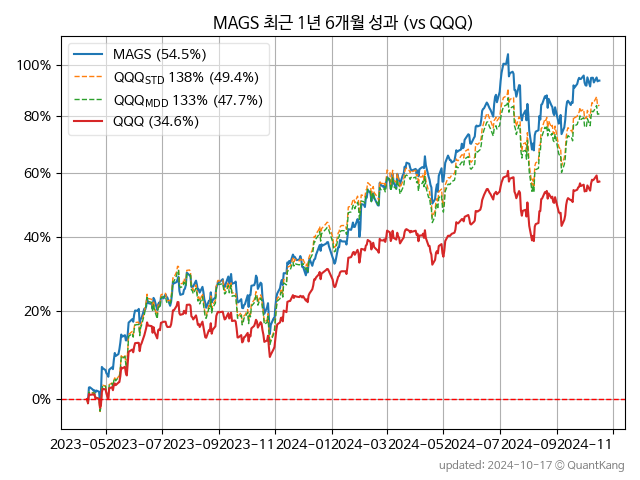 MAGS 최근 1년 6개월 성과 (vs QQQ)
MAGS (54.5%)
QQQSTD 138% (49.4%)
QQQMDD 133% (47.7%)
QQQ (34.6%)
100%
80%
60%
40%
20%
0%
2023-05 2023-07 2023-09 2023-11 2024-01 2024-03 2024-05 2024-07 2024-09 2024-11
updated: 2024-10-17 © QuantKang